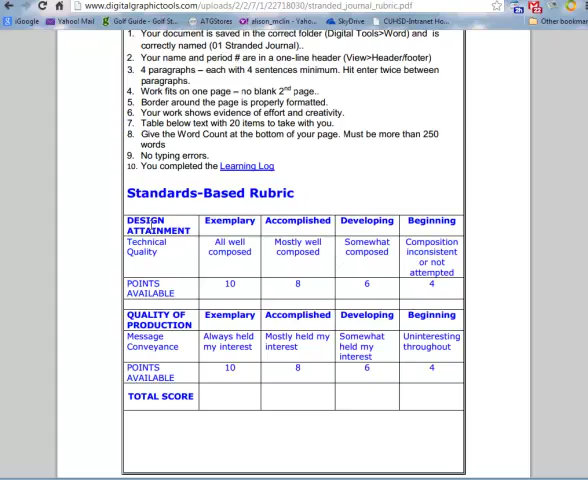 www.digitalgraphictools.com/uploads/2/2/7/1/22718030/stranded_journal_rubric.pdf
iGoogle Yahoo! Mail Golf Guide - Golf St... ATGStores alison_mclin - Yaho... SkyDrive CUHSD-Intranet Ho... Other bookmar
1. Your document is saved in the correct folder (Digital Tools>Word) and is
correctly named (01 Stranded Journal)..
2. Your name and period # are in a one-line header (View>Header/footer)
3. 4 paragraphs – each with 4 sentences minimum. Hit enter twice between
paragraphs.
4. Work fits on one page – no blank 2nd page..
5. Border around the page is properly formatted.
6. Your work shows evidence of effort and creativity.
7. Table below text with 20 items to take with you.
8. Give the Word Count at the bottom of your page. Must be more than 250
words
9. No typing errors.
10. You completed the Learning Log
Standards-Based Rubric
DESIGN ATTAINMENT Exemplary Accomplished Developing Beginning
Technical Quality All well composed Mostly well composed Somewhat composed Composition inconsistent or not attempted
POINTS AVAILABLE 10 8 6 4
QUALITY OF PRODUCTION Exemplary Accomplished Developing Beginning
Message Conveyance Always held my interest Mostly held my interest Somewhat held my interest Uninteresting throughout
POINTS AVAILABLE 10 8 6 4
TOTAL SCORE